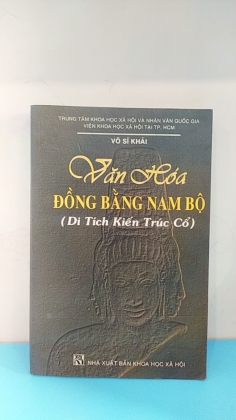 TRUNG TÂM KHOA HỌC XÃ HỘI VÀ NHÂN VĂN QUỐC GIA
VIỆN KHOA HỌC XÃ HỘI TẠI TP. HCM
VÕ SĨ KHẢI
Văn Hóa
ĐỒNG BẰNG NAM BỘ
(Di Tích Kiến Trúc Cổ)
NHÀ XUẤT BẢN KHOA HỌC XÃ HỘI